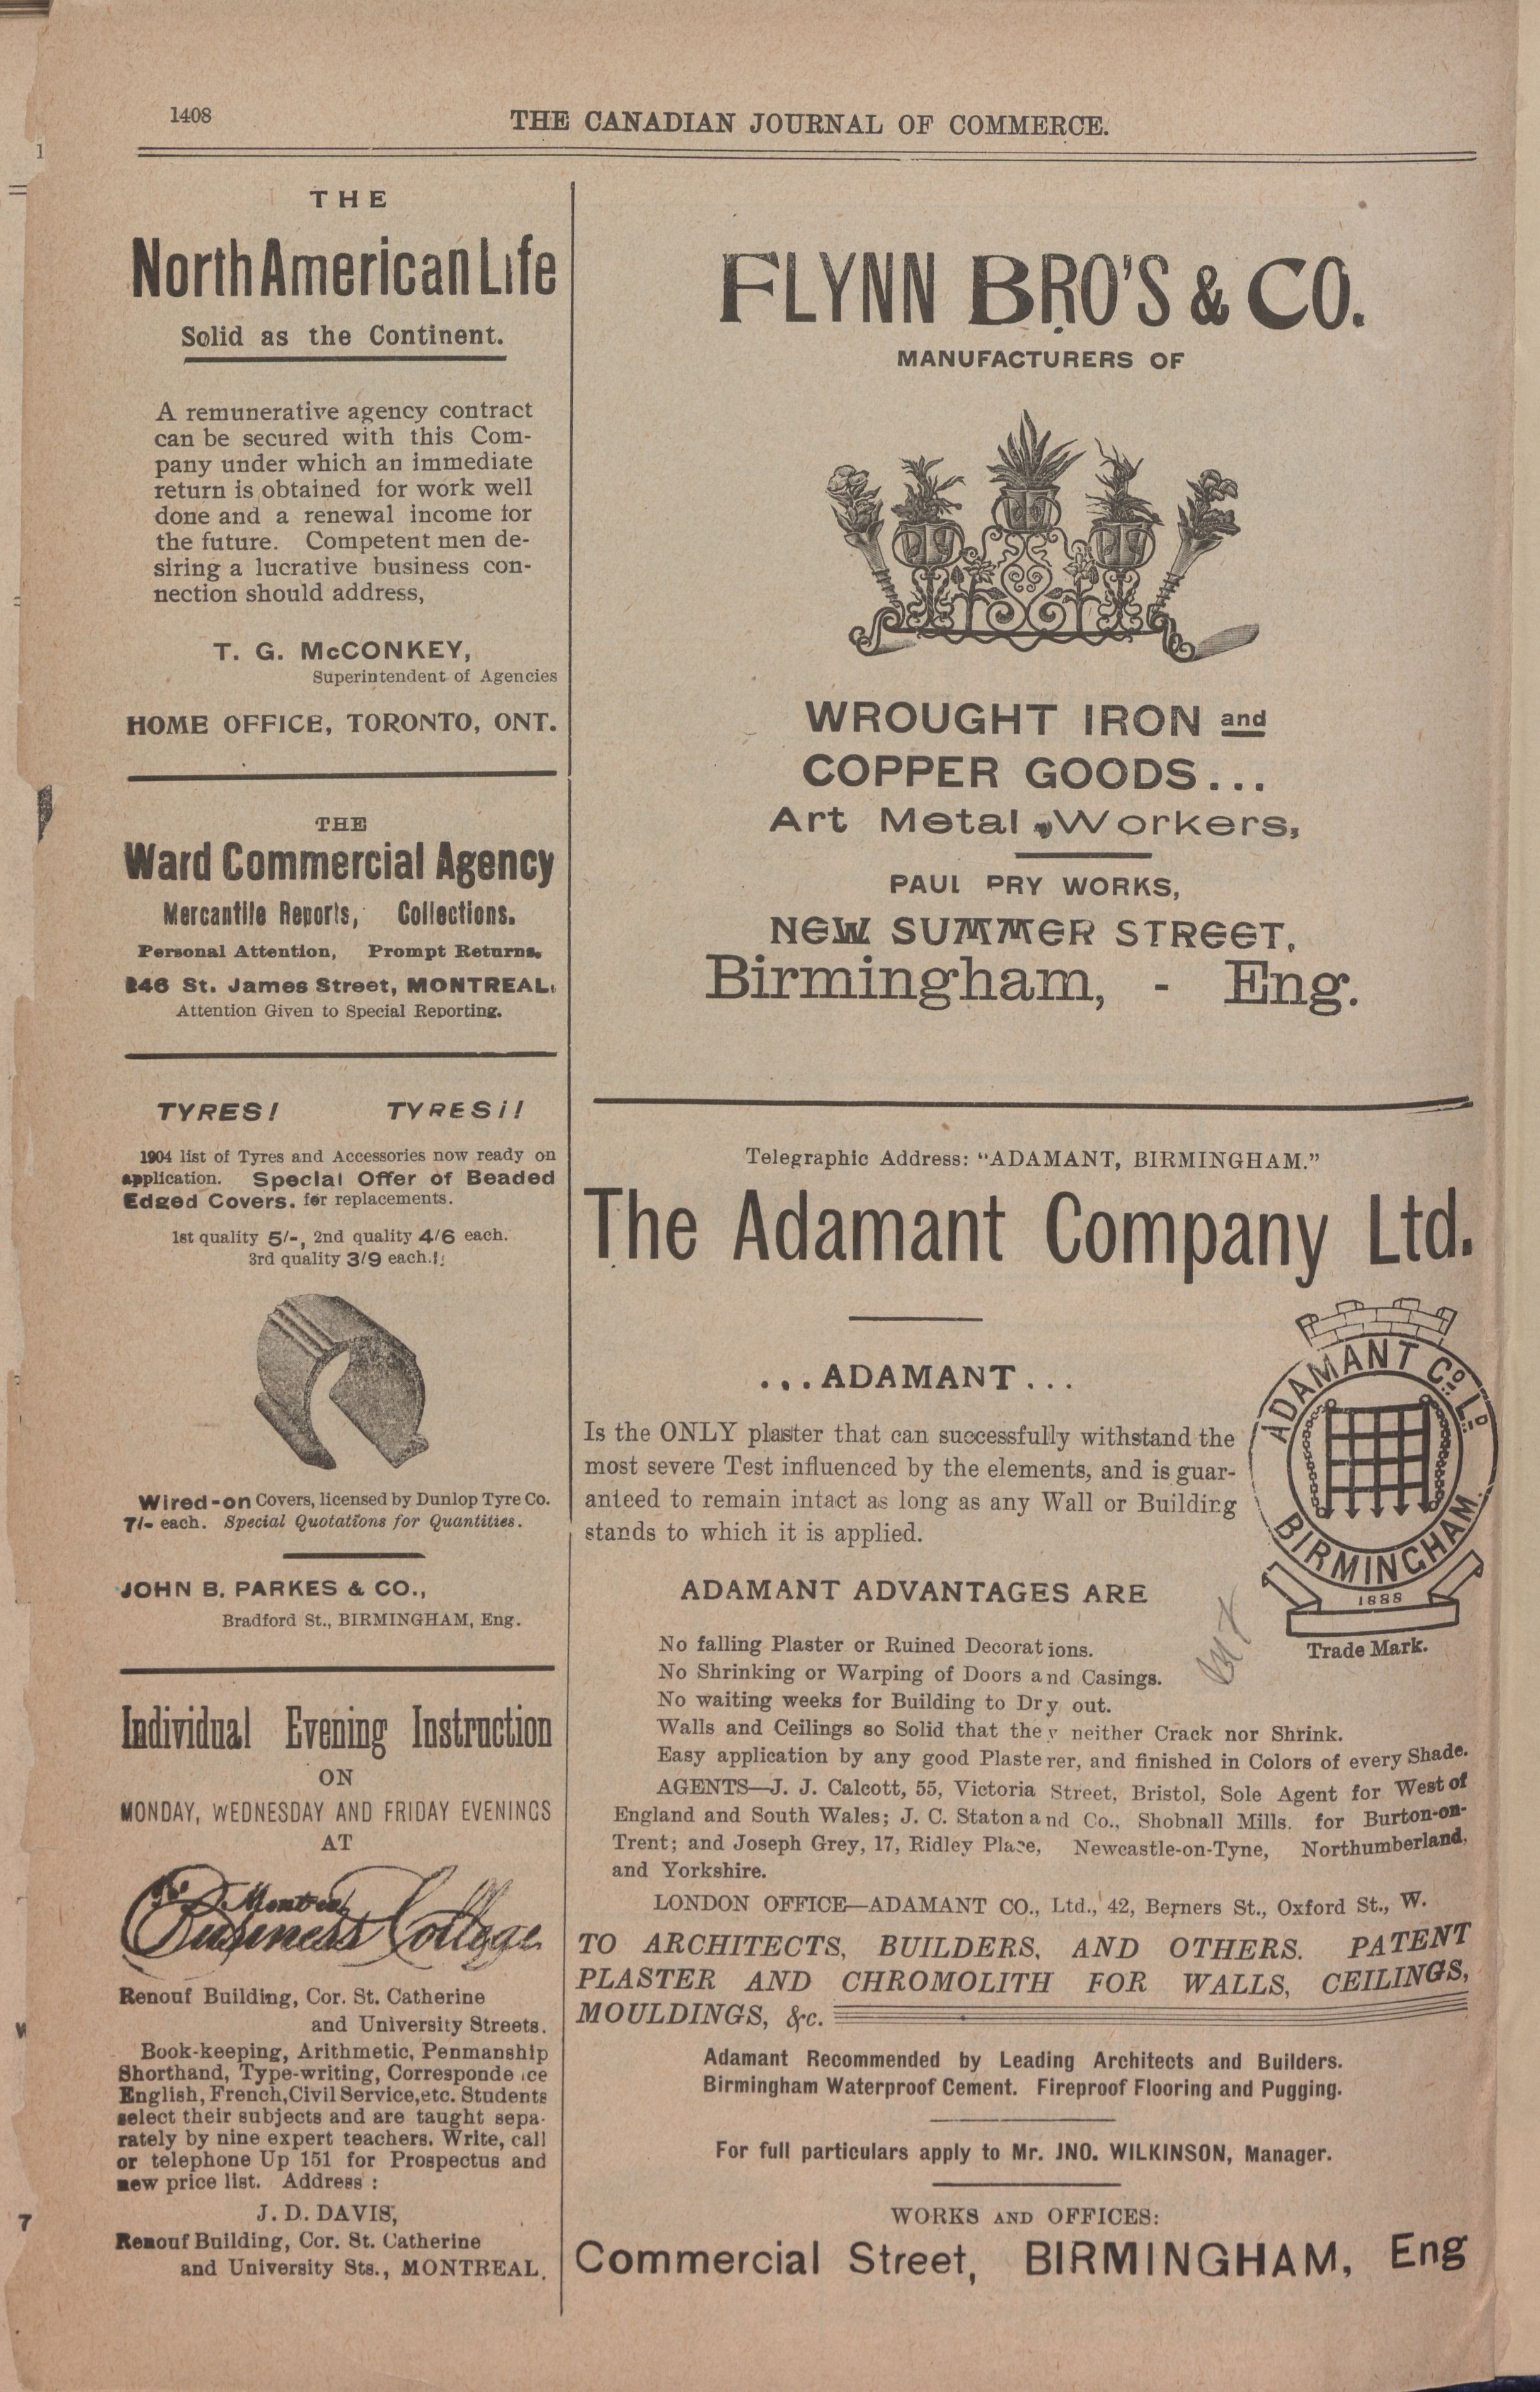 1408
THE CANADIAN JOURNAL OF COMMERCE.
THE
North American Life
Solid as the Continent.
A remunerative agency contract
can be secured with this Com-
pany under which an immediate
return is obtained for work well
done and a renewal income for
the future. Competent men de-
siring a lucrative business con-
nection should address,
T. G. McCONKEY,
Superintendent of Agencies
HOME OFFICE, TORONTO, ONT.
THE
Ward Commercial Agency
Mercantile Reports, Collections.
Personal Attention, Prompt Returns.
246 St. James Street, MONTREAL.
Attention Given to Special Reporting.
TYRES! TYRES!!
1904 list of Tyres and Accessories now ready on
application. Special Offer of Beaded
Edged Covers. for replacements.
1st quality 5/-, 2nd quality 4/6 each.
3rd quality 3/9 each.
Wired-on Covers, licensed by Dunlop Tyre Co.
7/- each. Special Quotations for Quantities.
JOHN B. PARKES & CO.,
Bradford St., BIRMINGHAM, Eng.
Individual Evening Instruction
ON
MONDAY, WEDNESDAY AND FRIDAY EVENINGS
AT
Montreal
Business College
Renouf Building, Cor. St. Catherine
and University Streets.
Book-keeping, Arithmetic, Penmanship
Shorthand, Type-writing, Corresponde ce
English, French, Civil Service, etc. Students
select their subjects and are taught sepa-
rately by nine expert teachers. Write, call
or telephone Up 151 for Prospectus and
new price list. Address :
J. D. DAVIS,
Renouf Building, Cor. St. Catherine
and University Sts., MONTREAL.
FLYNN BRO'S & CO.
MANUFACTURERS OF
WROUGHT IRON and
COPPER GOODS...
Art Metal Workers,
PAUL PRY WORKS,
NEW SUMMER STREET,
Birmingham, - Eng.
Telegraphic Address: "ADAMANT, BIRMINGHAM."
The Adamant Company Ltd.
...ADAMANT...
Is the ONLY plaster that can successfully withstand the
most severe Test influenced by the elements, and is guar-
anteed to remain intact as long as any Wall or Building
stands to which it is applied.
ADAMANT CO. LD.
BIRMINGHAM.
1888
Trade Mark.
ADAMANT ADVANTAGES ARE
No falling Plaster or Ruined Decorations.
No Shrinking or Warping of Doors and Casings.
No waiting weeks for Building to Dry out.
Walls and Ceilings so Solid that they neither Crack nor Shrink.
Easy application by any good Plasterer, and finished in Colors of every Shade.
AGENTS—J. J. Calcott, 55, Victoria Street, Bristol, Sole Agent for West of
England and South Wales; J. C. Staton and Co., Shobnall Mills. for Burton-on-
Trent; and Joseph Grey, 17, Ridley Place, Newcastle-on-Tyne, Northumberland,
and Yorkshire.
LONDON OFFICE—ADAMANT CO., Ltd., 42, Berners St., Oxford St., W.
TO ARCHITECTS, BUILDERS, AND OTHERS. PATENT
PLASTER AND CHROMOLITH FOR WALLS, CEILINGS,
MOULDINGS, &c.
Adamant Recommended by Leading Architects and Builders.
Birmingham Waterproof Cement. Fireproof Flooring and Pugging.
For full particulars apply to Mr. JNO. WILKINSON, Manager.
WORKS AND OFFICES:
Commercial Street, BIRMINGHAM, Eng